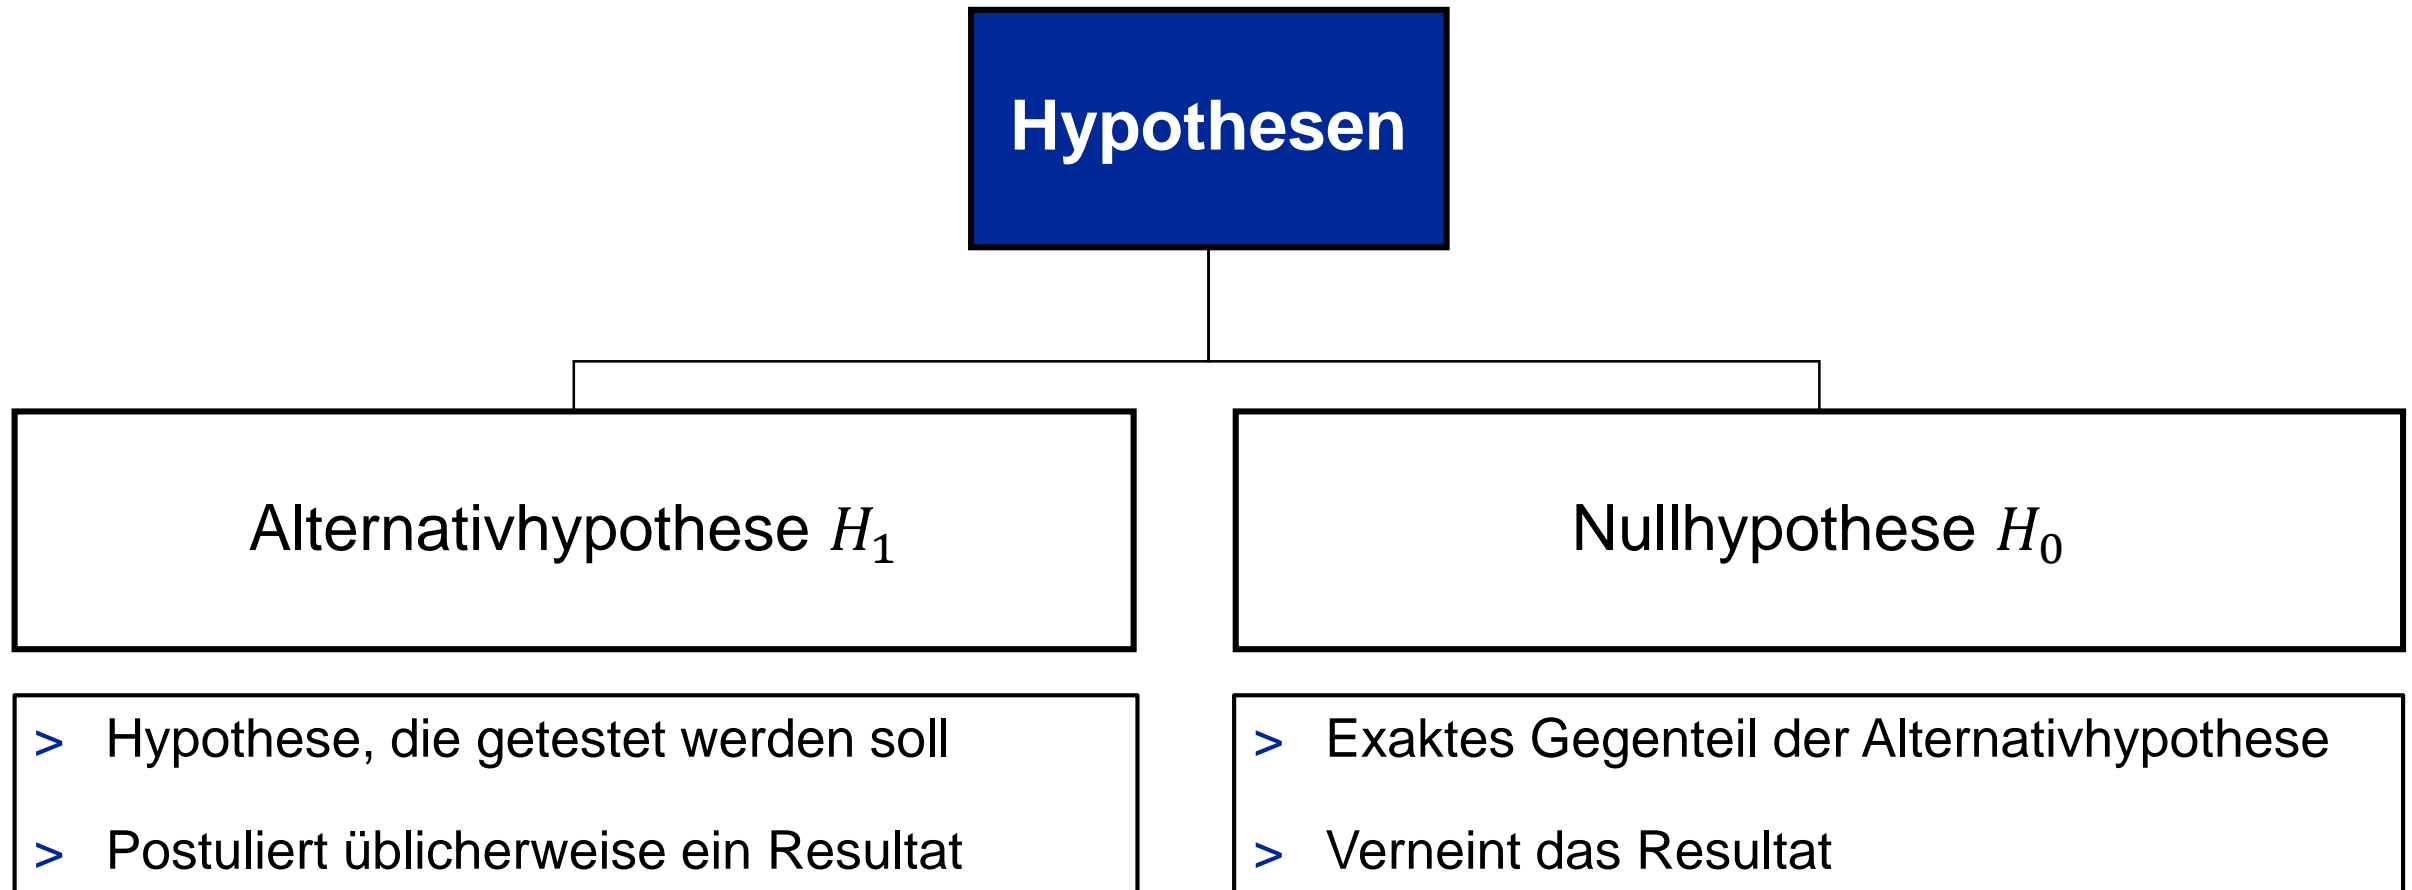 Hypothesen
Alternativhypothese H₁
Nullhypothese H₀
> Hypothese, die getestet werden soll
> Postuliert üblicherweise ein Resultat
> Exaktes Gegenteil der Alternativhypothese
> Verneint das Resultat